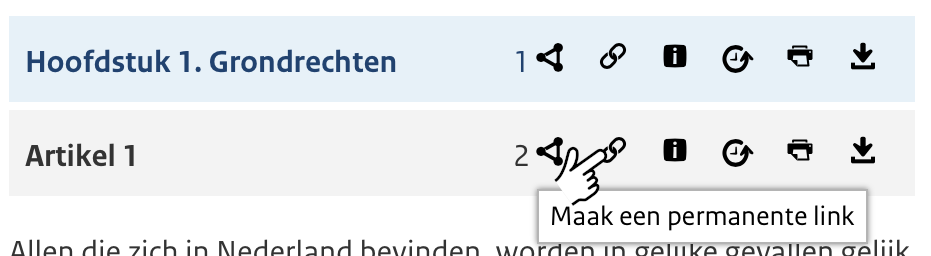 Hoofdstuk 1. Grondrechten 1
Artikel 1 2
Maak een permanente link
Allen die zich in Nederland bevinden, worden in gelijke gevallen gelijk